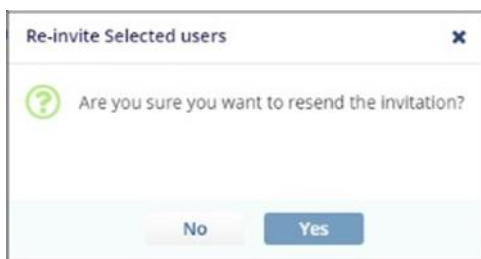 Re-invite Selected users
Are you sure you want to resend the invitation?
No
Yes